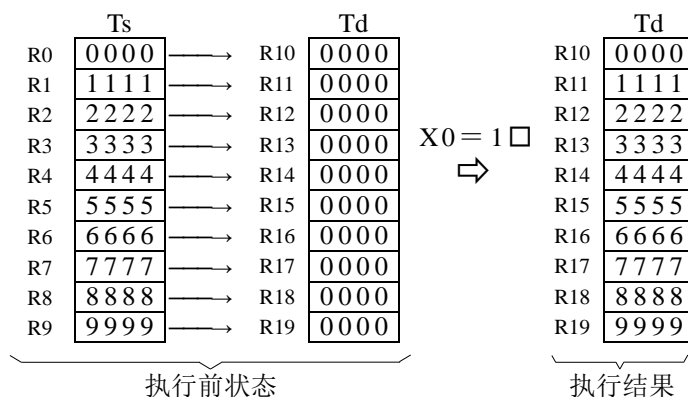 Ts Td Td
R0 0000 R10 0000 R10 0000
R1 1111 R11 0000 R11 1111
R2 2222 R12 0000 R12 2222
R3 3333 R13 0000 X0=1□ R13 3333
R4 4444 R14 0000 R14 4444
R5 5555 R15 0000 R15 5555
R6 6666 R16 0000 R16 6666
R7 7777 R17 0000 R17 7777
R8 8888 R18 0000 R18 8888
R9 9999 R19 0000 R19 9999
执行前状态 执行结果